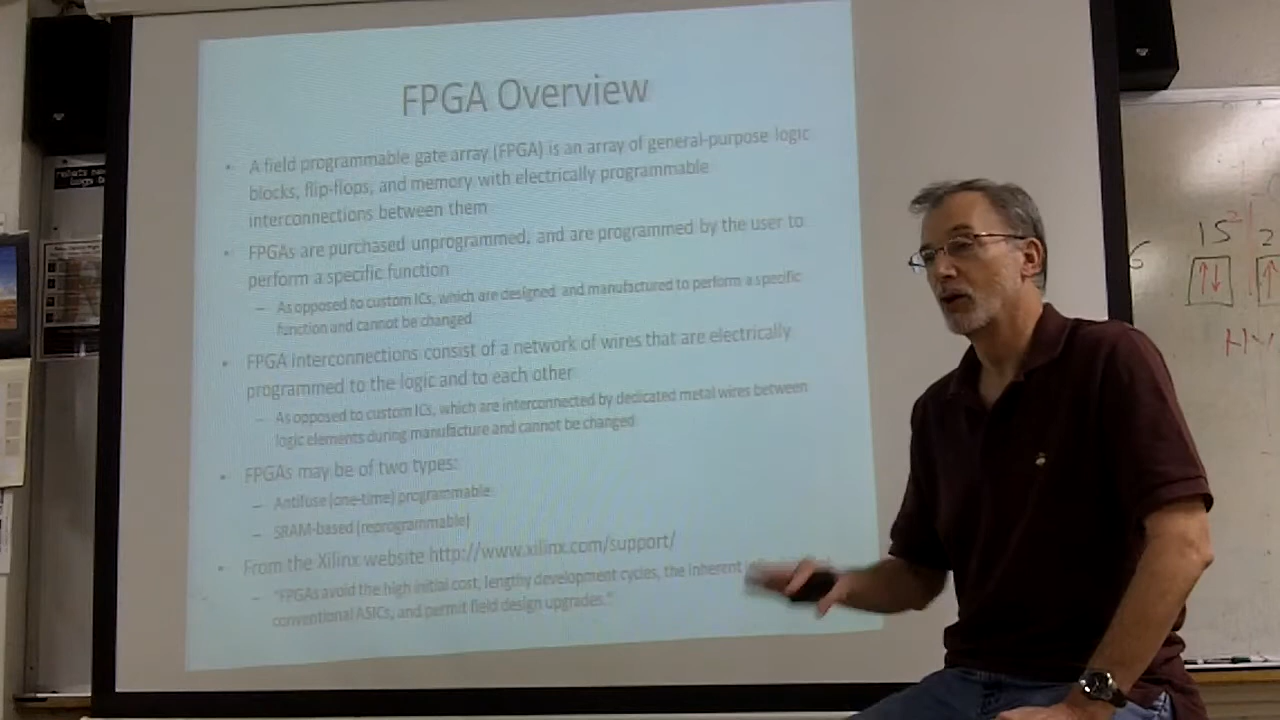 FPGA Overview
• A field programmable gate array (FPGA) is an array of general-purpose logic
blocks, flip-flops, and memory with electrically programmable
interconnections between them
• FPGAs are purchased unprogrammed, and are programmed by the user to
perform a specific function
– As opposed to custom ICs, which are designed and manufactured to perform a specific
function and cannot be changed
• FPGA interconnections consist of a network of wires that are electrically
programmed to the logic and to each other
– As opposed to custom ICs, which are interconnected by dedicated metal wires between
logic elements during manufacture and cannot be changed
• FPGAs may be of two types:
– Antifuse (one-time) programmable
– SRAM-based (reprogrammable)
• From the Xilinx website http://www.xilinx.com/support/
– "FPGAs avoid the high initial cost, lengthy development cycles, the inherent
conventional ASICs, and permit field design upgrades."
6 15 2 2
↑↓ ↑